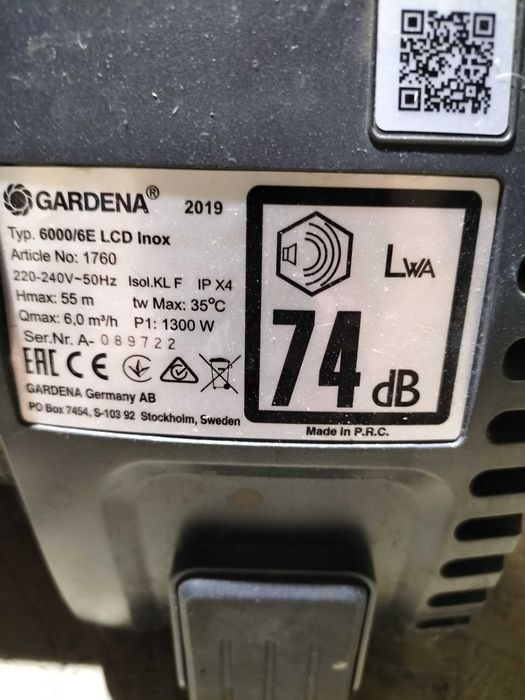 GARDENA® 2019
Typ. 6000/6E LCD Inox
Article No: 1760
220-240V~50Hz Isol.KL F IP X4
Hmax: 55 m tw Max: 35°C
Qmax: 6,0 m³/h P1: 1300 W
Ser.Nr. A- 089722
EAC CE
GARDENA Germany AB
PO Box 7454, S-103 92 Stockholm, Sweden
LWA
74 dB
Made in P.R.C.